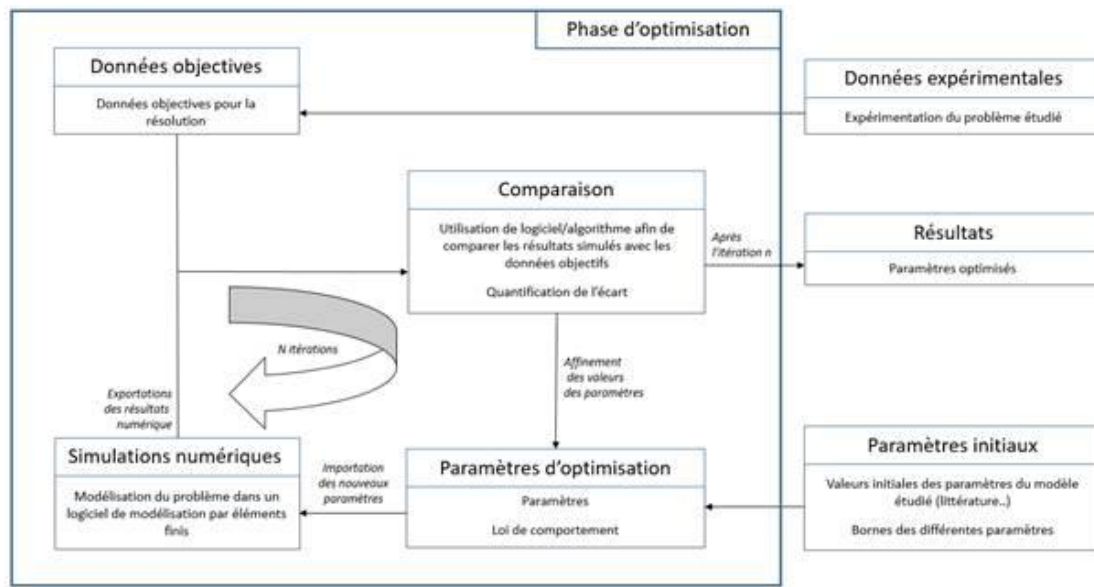 Phase d'optimisation
Données objectives
Données objectives pour la
résolution
Données expérimentales
Expérimentation du problème étudié
Comparaison
Utilisation de logiciel/algorithme afin de
comparer les résultats simulés avec les
données objectifs
Quantification de l'écart
Après
l'itération n
Résultats
Paramètres optimisés
N itérations
Affinement
des valeurs
des paramètres
Exportations
des résultats
numérique
Simulations numériques
Modélisation du problème dans un
logiciel de modélisation par éléments
finis
Importation
des nouveaux
paramètres
Paramètres d'optimisation
Paramètres
Loi de comportement
Paramètres initiaux
Valeurs initiales des paramètres du modèle
étudié (littérature..)
Bornes des différentes paramètres